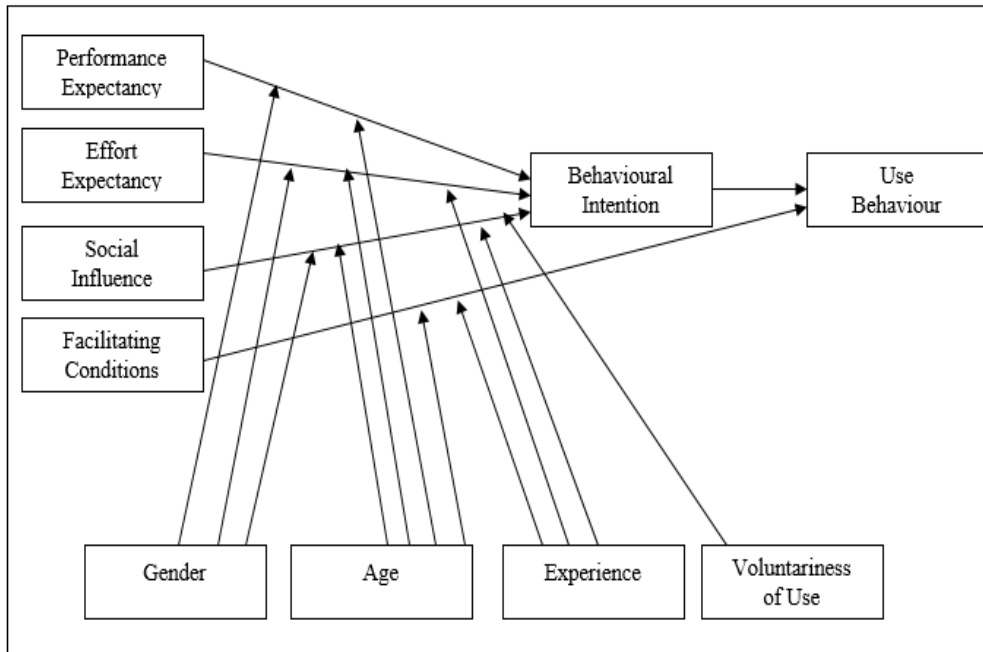 Performance
Expectancy
Effort
Expectancy
Social
Influence
Facilitating
Conditions
Behavioural
Intention
Use
Behaviour
Gender
Age
Experience
Voluntariness
of Use